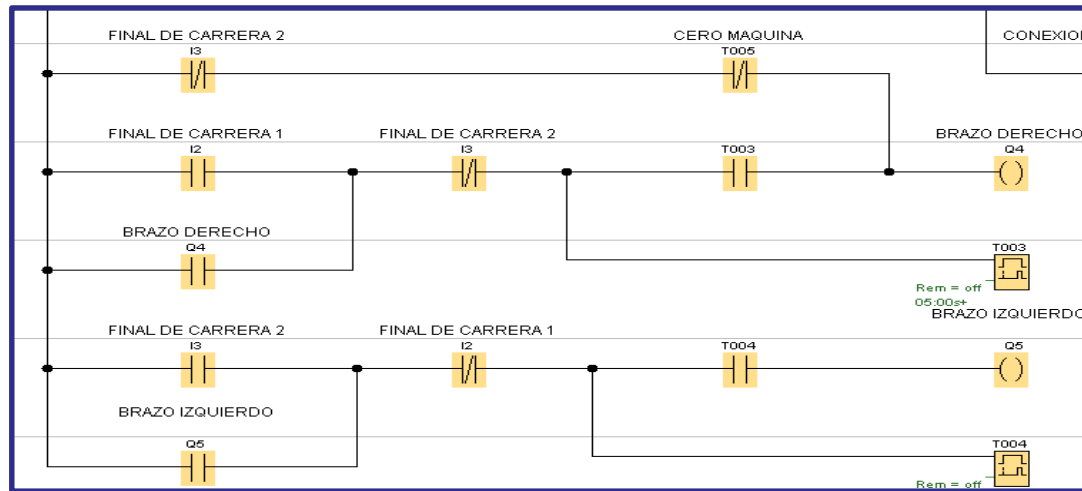 FINAL DE CARRERA 2
I3
CERO MAQUINA
T005
CONEXION
FINAL DE CARRERA 1
I2
FINAL DE CARRERA 2
I3
T003
BRAZO DERECHO
Q4
BRAZO DERECHO
Q4
T003
Rem = off
05:00s+
BRAZO IZQUIERDO
FINAL DE CARRERA 2
I3
FINAL DE CARRERA 1
I2
T004
Q5
BRAZO IZQUIERDO
Q5
T004
Rem = off